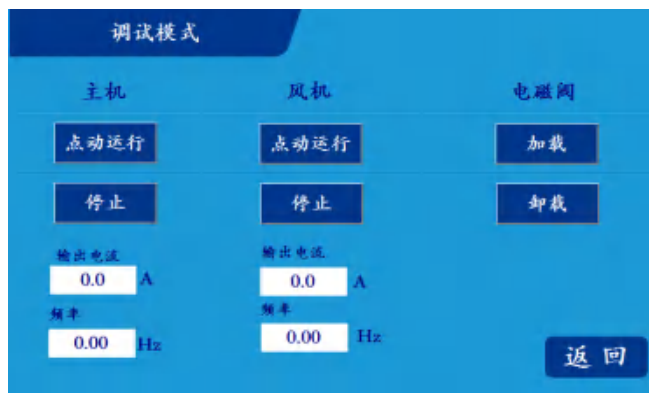 调试模式
主机 风机 电磁阀
点动运行 点动运行 加载
停止 停止 卸载
输出电流 输出电流
0.0 A 0.0 A
频率 频率
0.00 Hz 0.00 Hz
返回